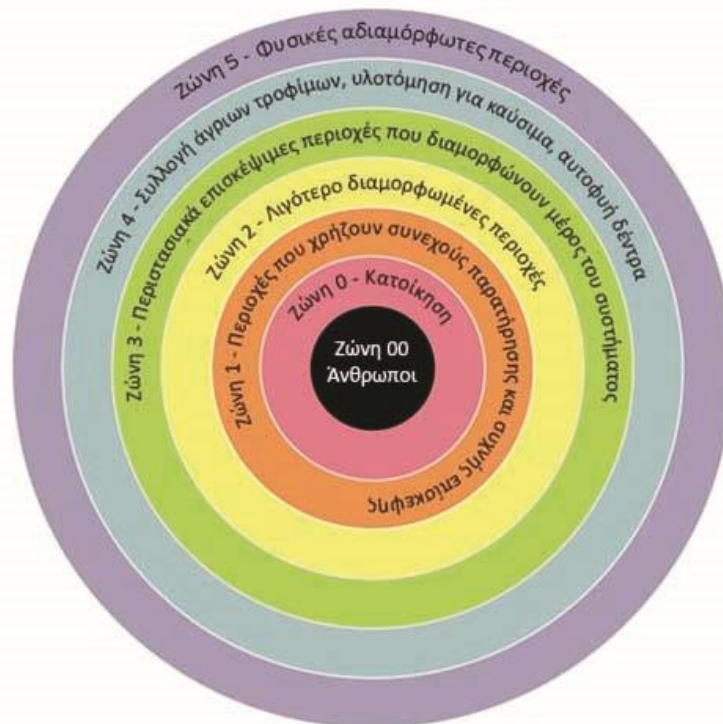 Ζώνη 5 - Φυσικές αδιαμόρφωτες περιοχές
Ζώνη 4 - Συλλογή άγριων τροφίμων, υλοτόμηση για καύσιμα, αυτοφυή δέντρα
Ζώνη 3 - Περιστασιακά επισκέψιμες περιοχές που διαμορφώνουν μέρος του συστήματος
Ζώνη 2 - Λιγότερο διαμορφωμένες περιοχές
Ζώνη 1 - Περιοχές που χρήζουν συνεχούς παρατήρησης και συχνής επίσκεψης
Ζώνη 0 - Κατοίκηση
Ζώνη 00
Άνθρωποι